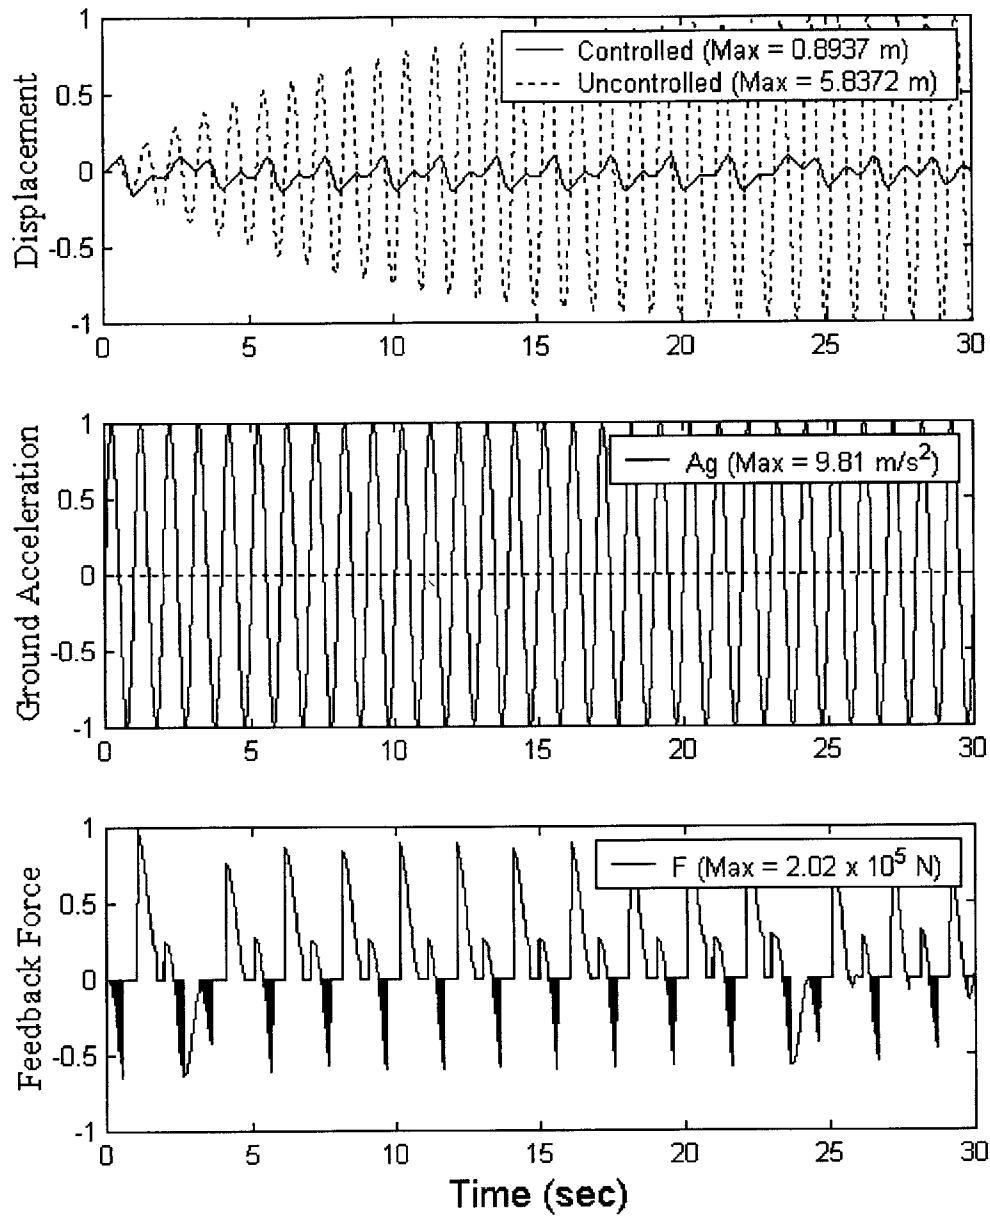 Displacement
1
0.5
0
-0.5
-1
Controlled (Max = 0.8937 m)
Uncontrolled (Max = 5.8372 m)
0 5 10 15 20 25 30
Ground Acceleration
1
0.5
0
-0.5
-1
Ag (Max = 9.81 m/s²)
0 5 10 15 20 25 30
Feedback Force
1
0.5
0
-0.5
-1
F (Max = 2.02 x 10⁵ N)
0 5 10 15 20 25 30
Time (sec)